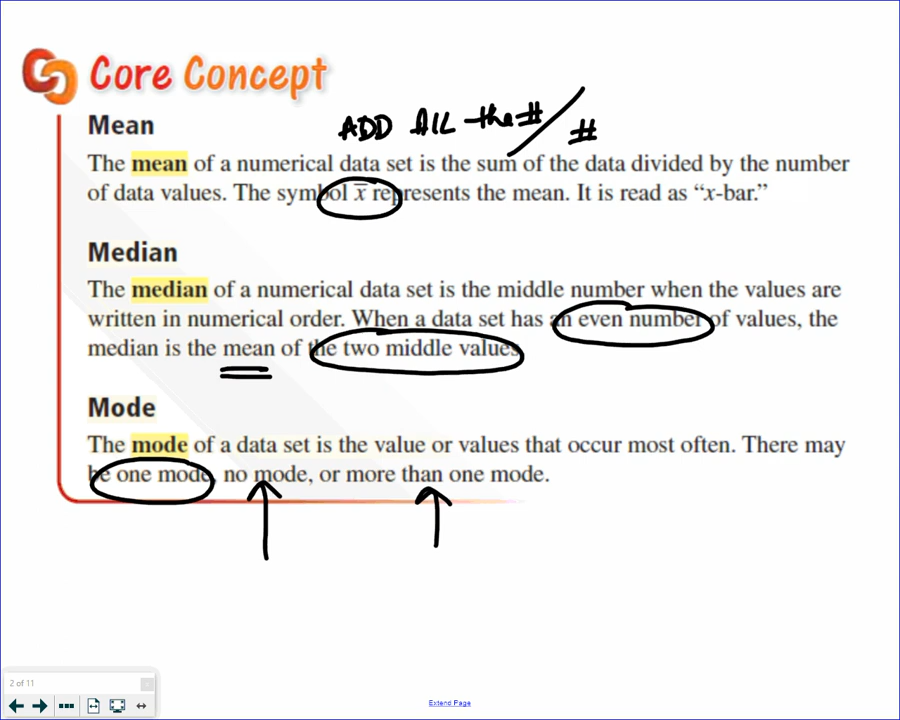 Core Concept
Mean
ADD ALL the # / #
The mean of a numerical data set is the sum of the data divided by the number
of data values. The symbol x̅ represents the mean. It is read as “x-bar.”
Median
The median of a numerical data set is the middle number when the values are
written in numerical order. When a data set has an even number of values, the
median is the mean of the two middle values
Mode
The mode of a data set is the value or values that occur most often. There may
be one mode, no mode, or more than one mode.
2 of 11
Extend Page